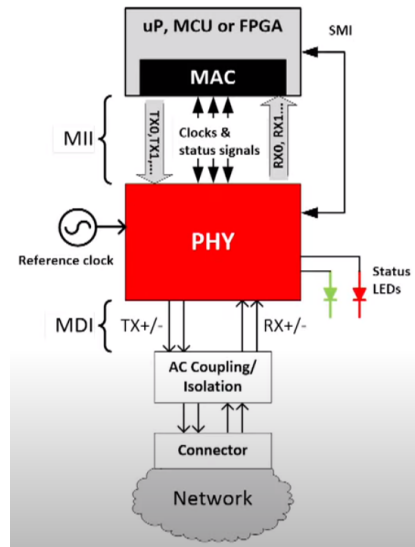 uP, MCU or FPGA
SMI
MAC
MII
TX0,TX1,...
Clocks &
status signals
RX0, RX1...
PHY
Reference clock
Status
LEDs
MDI
TX+/-
RX+/-
AC Coupling/
Isolation
Connector
Network